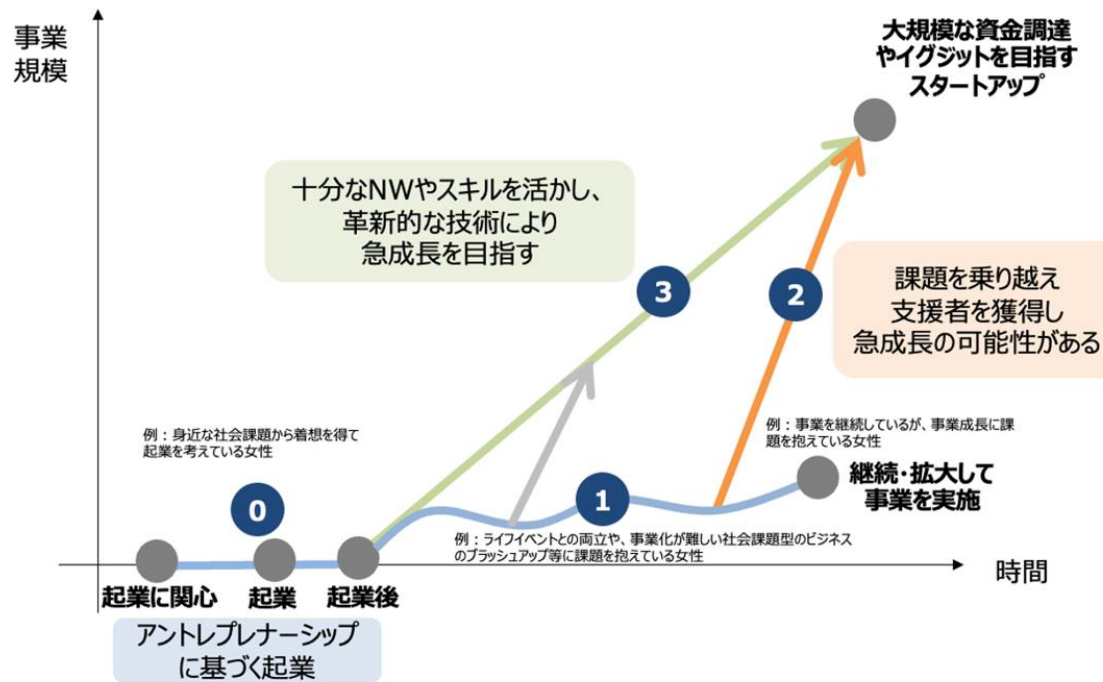 事業
規模
大規模な資金調達
やイグジットを目指す
スタートアップ
十分なNWやスキルを活かし、
革新的な技術により
急成長を目指す
3
2
課題を乗り越え
支援者を獲得し
急成長の可能性がある
例：身近な社会課題から着想を得て
起業を考えている女性
例：事業を継続しているが、事業成長に課
題を抱えている女性
0
1
継続・拡大して
事業を実施
例：ライフイベントとの両立や、事業化が難しい社会課題型のビジネス
のブラッシュアップ等に課題を抱えている女性
時間
起業に関心
起業
起業後
アントレプレナーシップ
に基づく起業